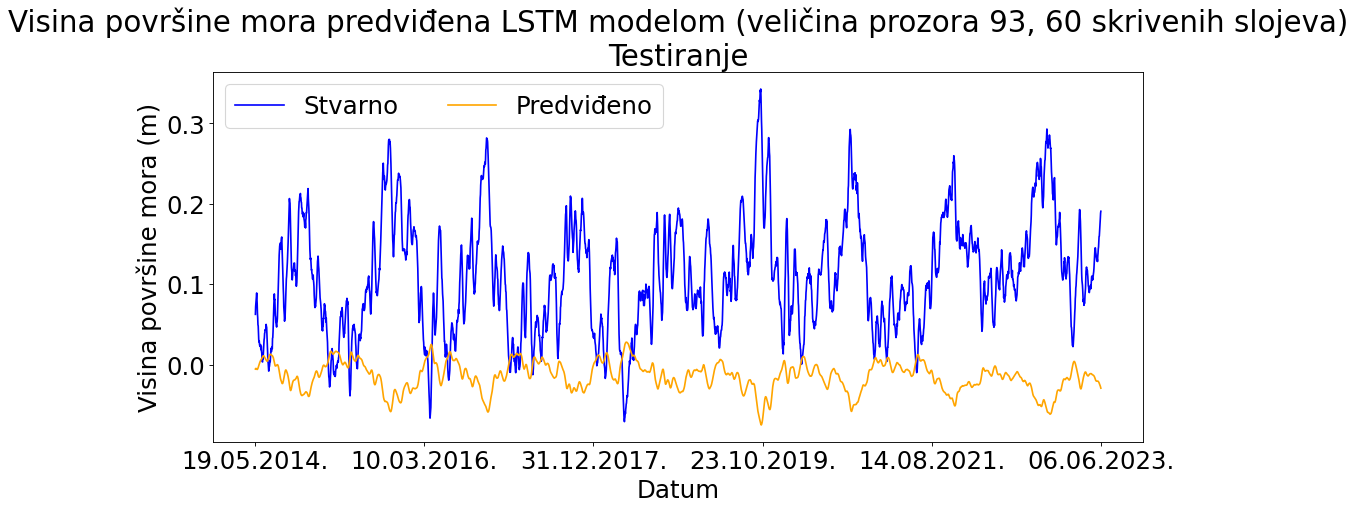 Visina površine mora predviđena LSTM modelom (veličina prozora 93, 60 skrivenih slojeva)
Testiranje
Stvarno
Predviđeno
Visina površine mora (m)
0.3
0.2
0.1
0.0
19.05.2014.
10.03.2016.
31.12.2017.
23.10.2019.
14.08.2021.
06.06.2023.
Datum